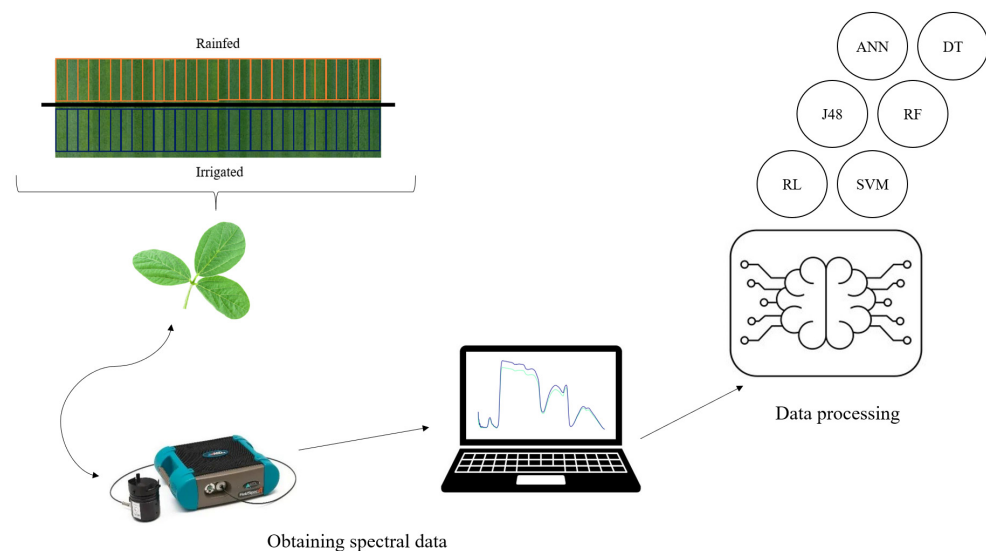 Rainfed
Irrigated
ANN
DT
J48
RF
RL
SVM
Data processing
Obtaining spectral data